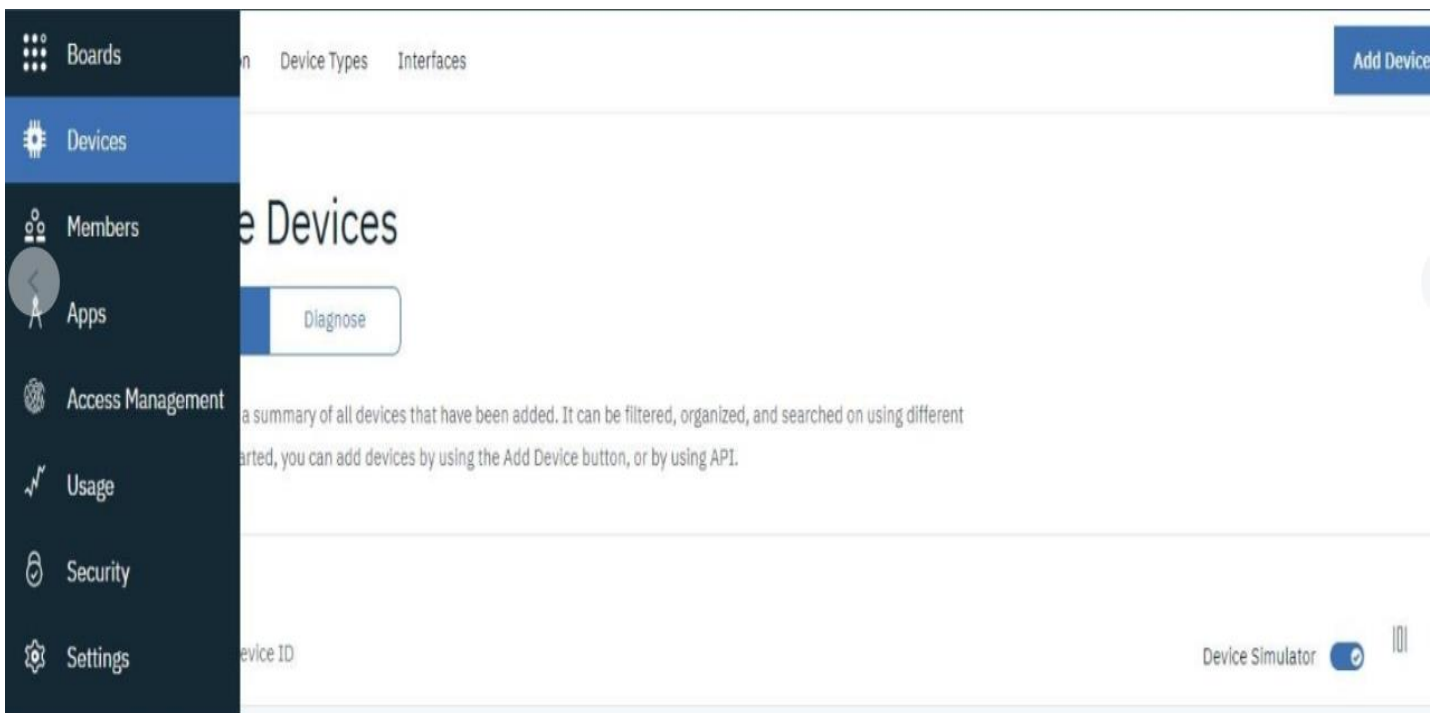 Boards
Devices
Members
Apps
Access Management
Usage
Security
Settings
n Device Types Interfaces
Add Device
e Devices
Diagnose
a summary of all devices that have been added. It can be filtered, organized, and searched on using different
arted, you can add devices by using the Add Device button, or by using API.
evice ID
Device Simulator